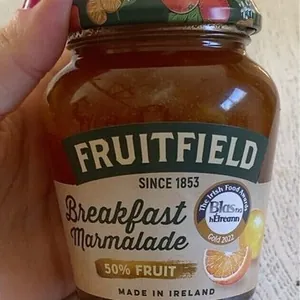 FRUITFIELD
SINCE 1853
Breakfast
Marmalade
The Irish Food Awards
Blas na
hÉireann
Gold 2022
50% FRUIT
MADE IN IRELAND